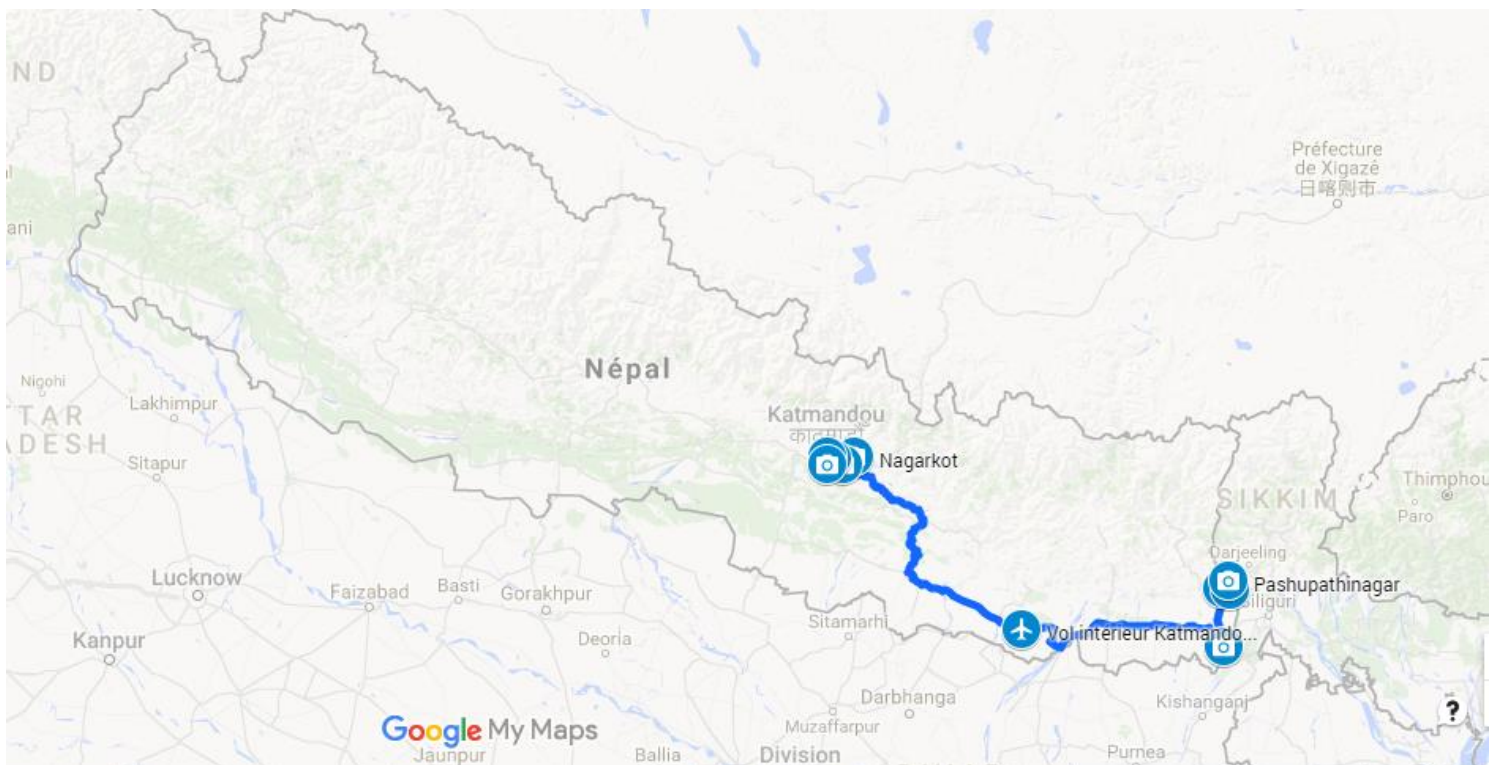 ND
Préfecture
de Xigazê
日喀则市
ani
Népal
Nigohi
Lakhimpur
TAR
ADESH
Sitapur
Katmandou
Nagarkot
Thimphou
Paro
SIKKIM
Darjeeling
Pashupathinagar
Siliguri
Lucknow
Faizabad
Basti
Gorakhpur
Kanpur
Deoria
Sitamarhi
Vol intérieur Katmando...
Darbhanga
Kishanganj
Muzaffarpur
Google My Maps
Jaunpur
Ballia
Division
Purnea
?